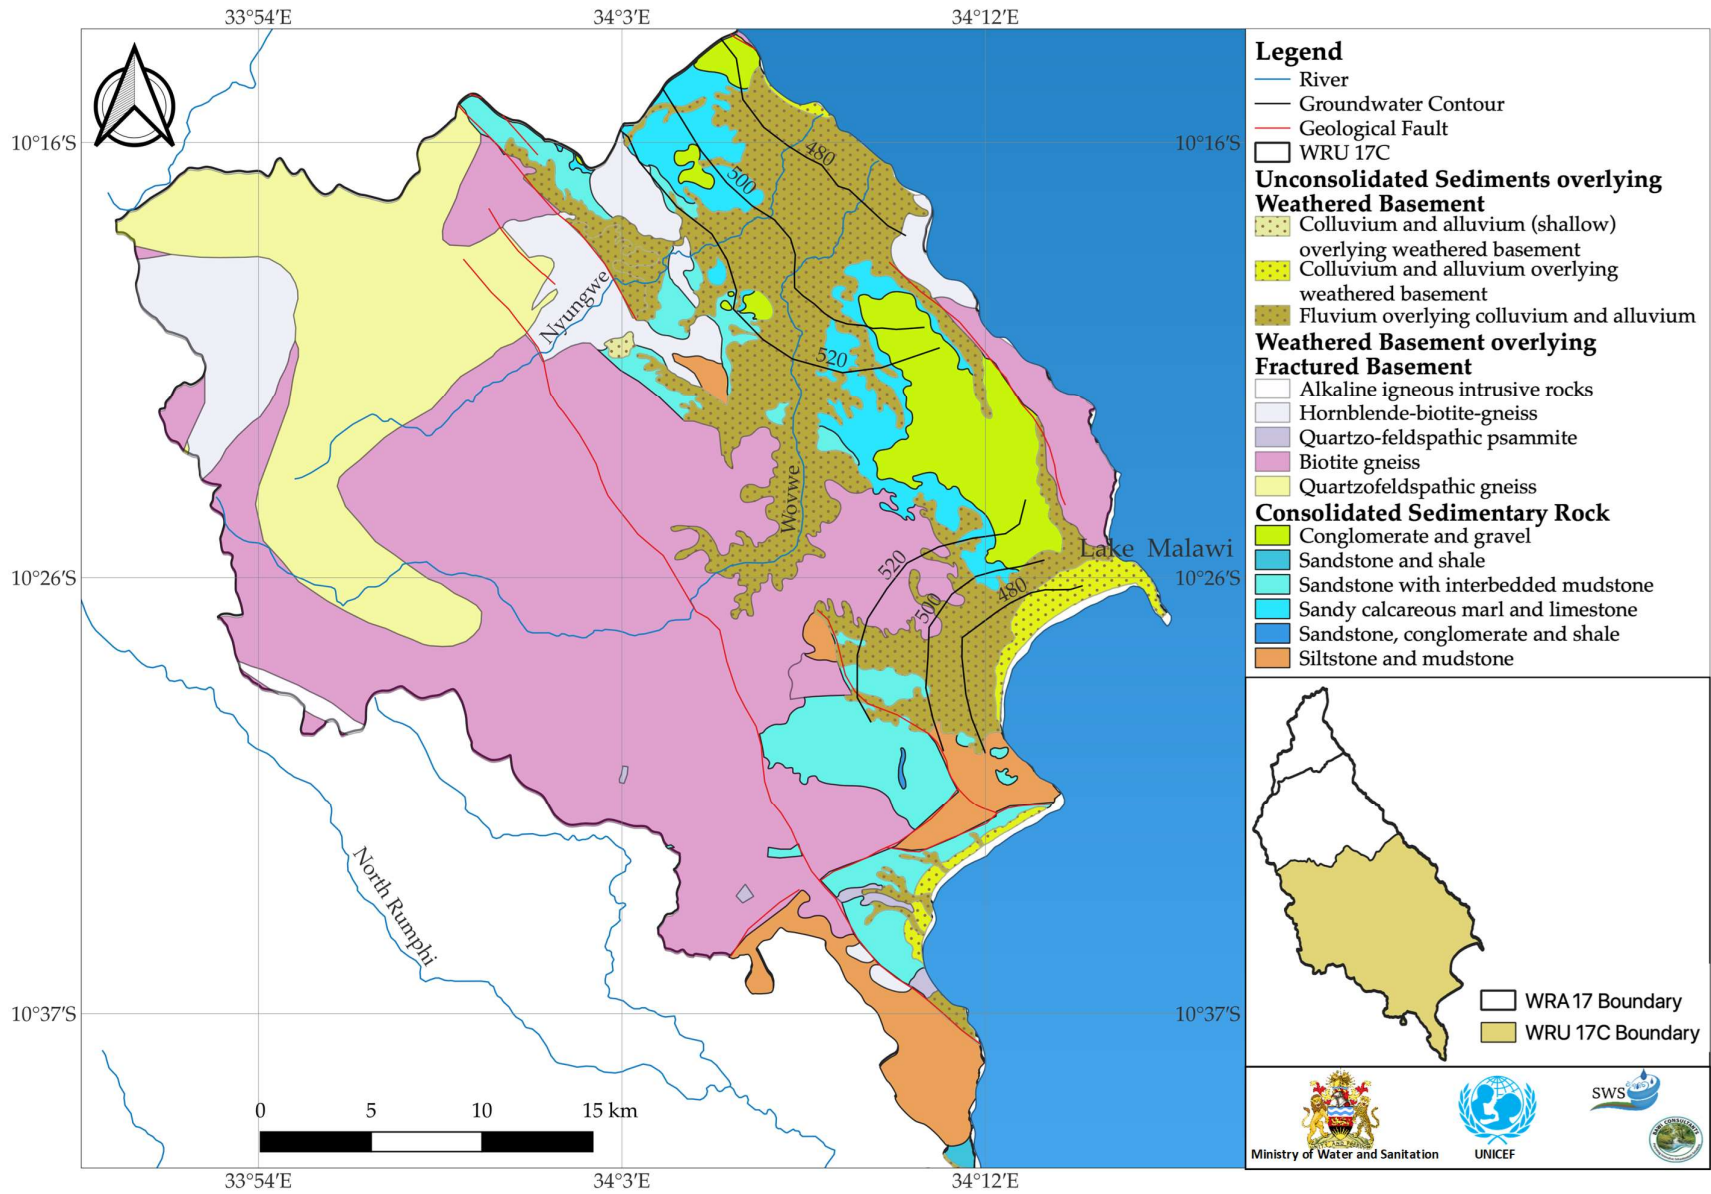 33°54′E
34°3′E
34°12′E
10°16′S
10°16′S
480
500
520
Nyungwe
Wovwe
Lake Malawi
10°26′S
10°26′S
520
500
480
North Rumphi
10°37′S
10°37′S
0 5 10 15 km
33°54′E
34°3′E
34°12′E
Legend
River
Groundwater Contour
Geological Fault
WRU 17C
Unconsolidated Sediments overlying
Weathered Basement
Colluvium and alluvium (shallow)
overlying weathered basement
Colluvium and alluvium overlying
weathered basement
Fluvium overlying colluvium and alluvium
Weathered Basement overlying
Fractured Basement
Alkaline igneous intrusive rocks
Hornblende-biotite-gneiss
Quartzo-feldspathic psammite
Biotite gneiss
Quartzofeldspathic gneiss
Consolidated Sedimentary Rock
Conglomerate and gravel
Sandstone and shale
Sandstone with interbedded mudstone
Sandy calcareous marl and limestone
Sandstone, conglomerate and shale
Siltstone and mudstone
WRA 17 Boundary
WRU 17C Boundary
Ministry of Water and Sanitation
UNICEF
SWS